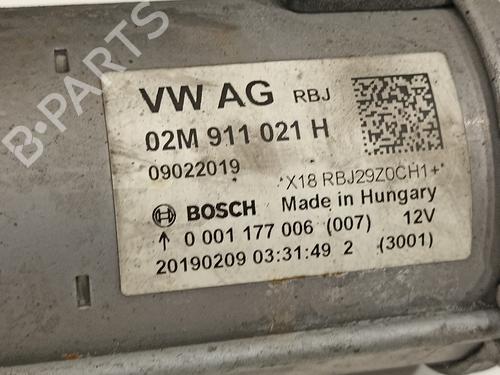 B-PARTS
VW AG RBJ
02M 911 021 H
09022019
*X18 RBJ29Z0CH1+*
BOSCH Made in Hungary
↑ 0 001 177 006 (007) 12V
20190209 03:31:49 2 (3001)